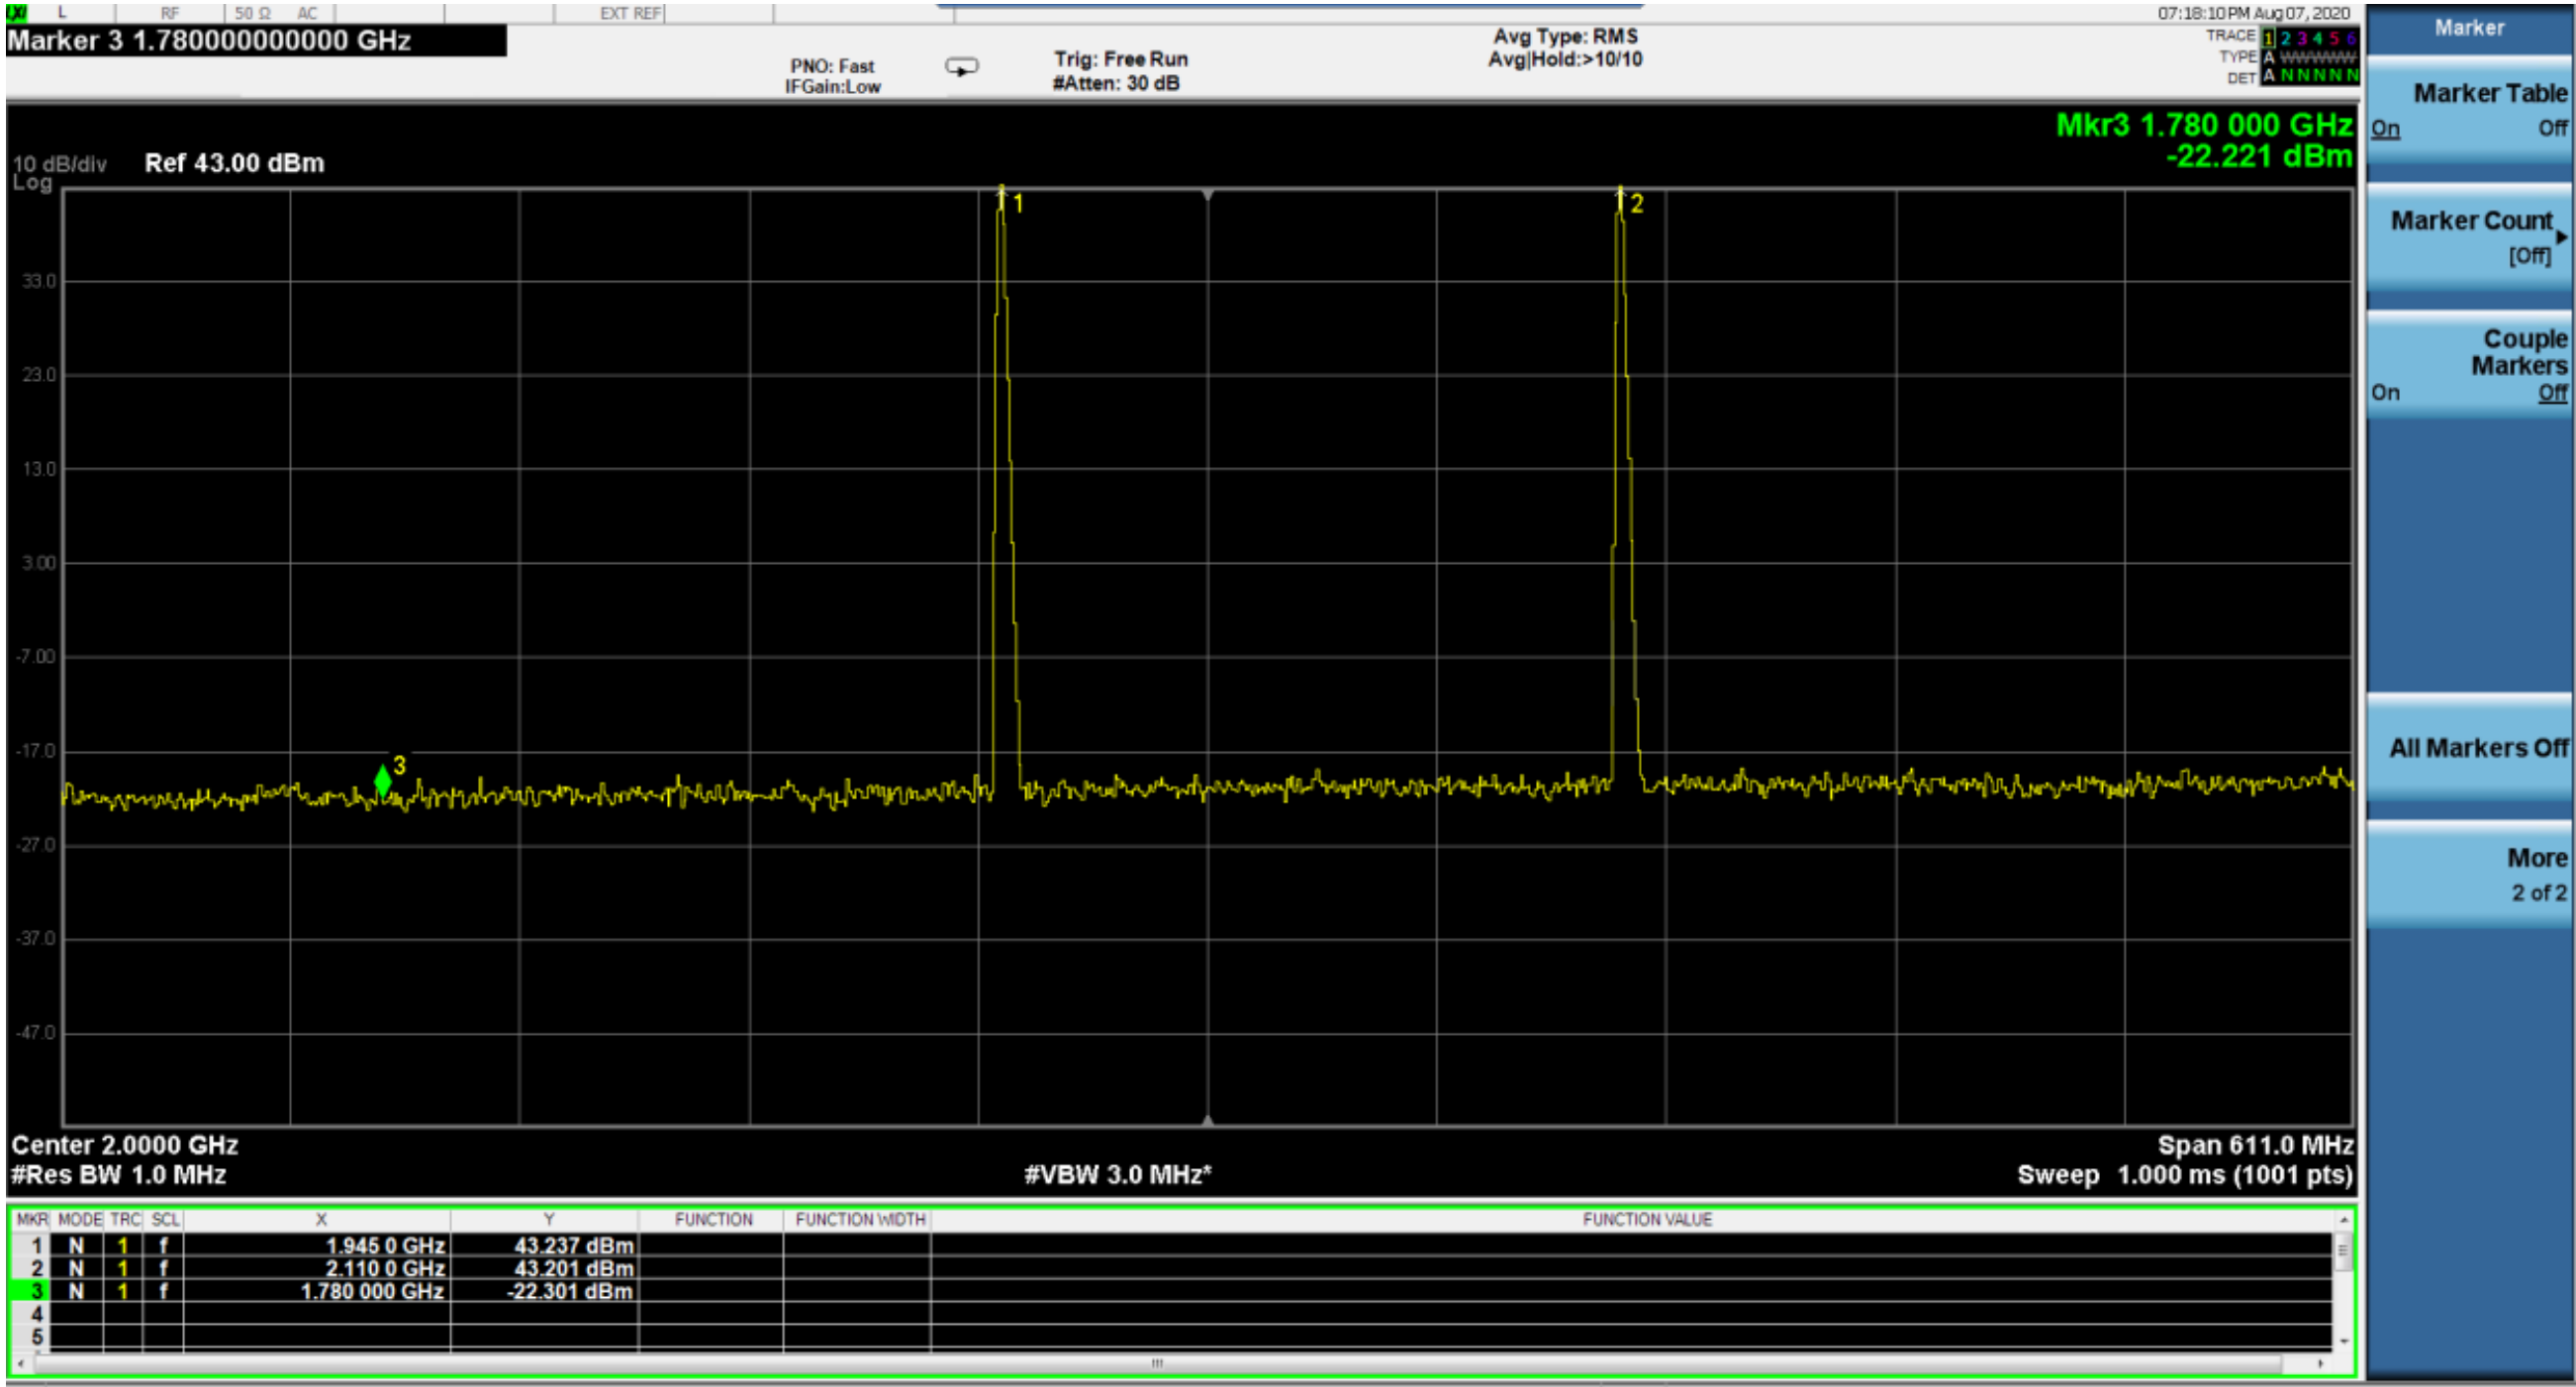 LXI L RF 50 Ω AC EXT REF 07:18:10 PM Aug 07, 2020
Marker 3 1.780000000000 GHz
PNO: Fast
IFGain:Low
Trig: Free Run
#Atten: 30 dB
Avg Type: RMS
Avg|Hold:>10/10
TRACE 1 2 3 4 5 6
TYPE A WWWWW
DET A N N N N N
Mkr3 1.780 000 GHz
-22.221 dBm
10 dB/div Ref 43.00 dBm
Log
1
2
33.0
23.0
13.0
3.00
-7.00
-17.0
3
-27.0
-37.0
-47.0
Center 2.0000 GHz Span 611.0 MHz
#Res BW 1.0 MHz #VBW 3.0 MHz* Sweep 1.000 ms (1001 pts)
MKR MODE TRC SCL X Y FUNCTION FUNCTION WIDTH FUNCTION VALUE
1 N 1 f 1.945 0 GHz 43.237 dBm
2 N 1 f 2.110 0 GHz 43.201 dBm
3 N 1 f 1.780 000 GHz -22.301 dBm
4
5
Marker
Marker Table
On Off
Marker Count
[Off]
Couple
Markers
On Off
All Markers Off
More
2 of 2